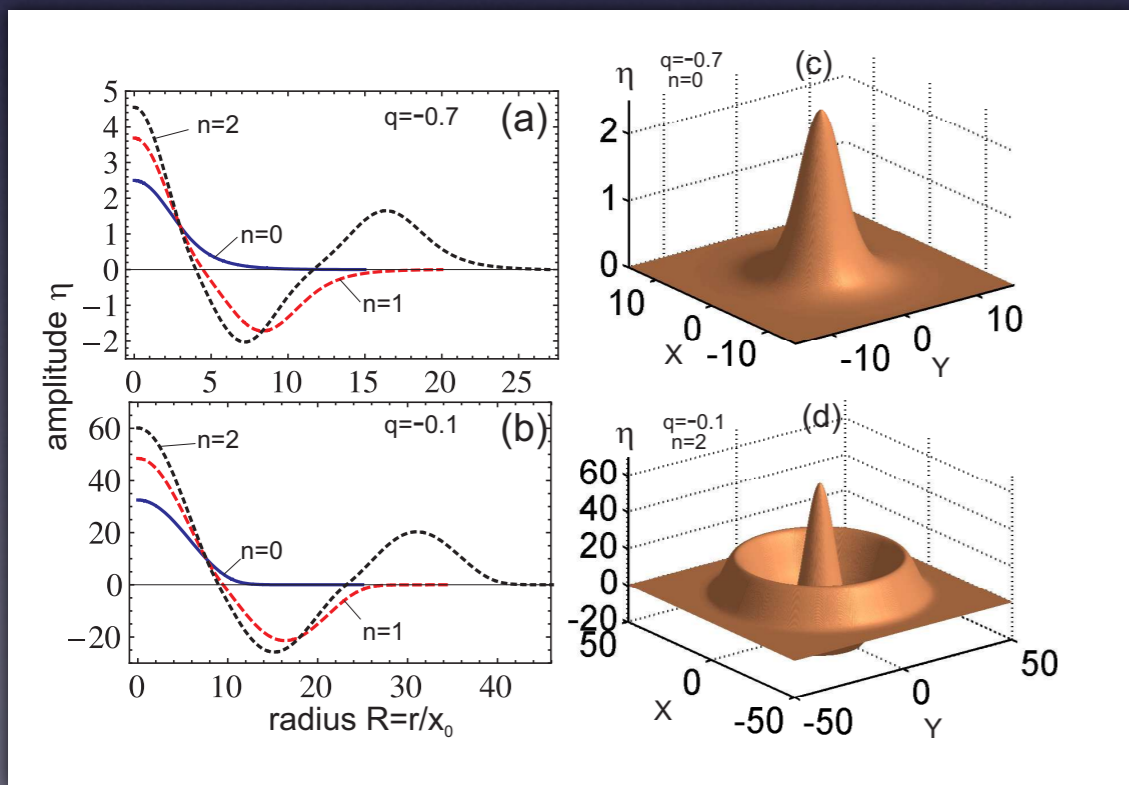 amplitude η
(a)
q=−0.7
5
4
3
2
1
0
−1
−2
n=2
n=0
n=1
0 5 10 15 20 25
(b)
q=−0.1
60
40
20
0
−20
n=2
n=0
n=1
0 10 20 30 40
radius R=r/x₀
(c)
q=−0.7
n=0
η
2
1
0
10 0 -10
X
-10 0 10
Y
(d)
q=−0.1
n=2
η
60
40
20
0
-20
50 0 -50
X
-50 0 50
Y